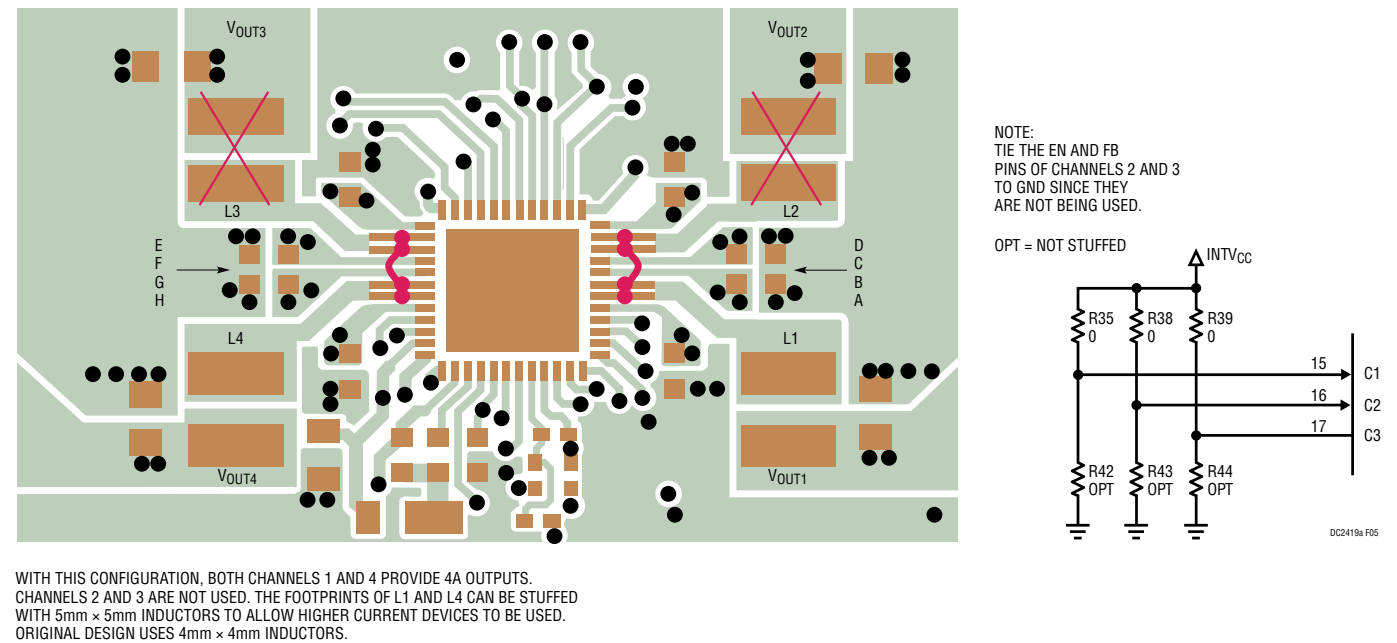 VOUT3
VOUT2
L3
L2
E
F
G
H
D
C
B
A
L4
L1
VOUT4
VOUT1
NOTE:
TIE THE EN AND FB
PINS OF CHANNELS 2 AND 3
TO GND SINCE THEY
ARE NOT BEING USED.
OPT = NOT STUFFED
INTVCC
R35
0
R38
0
R39
0
15
C1
16
C2
17
C3
R42
OPT
R43
OPT
R44
OPT
DC2419a F05
WITH THIS CONFIGURATION, BOTH CHANNELS 1 AND 4 PROVIDE 4A OUTPUTS.
CHANNELS 2 AND 3 ARE NOT USED. THE FOOTPRINTS OF L1 AND L4 CAN BE STUFFED
WITH 5mm × 5mm INDUCTORS TO ALLOW HIGHER CURRENT DEVICES TO BE USED.
ORIGINAL DESIGN USES 4mm × 4mm INDUCTORS.